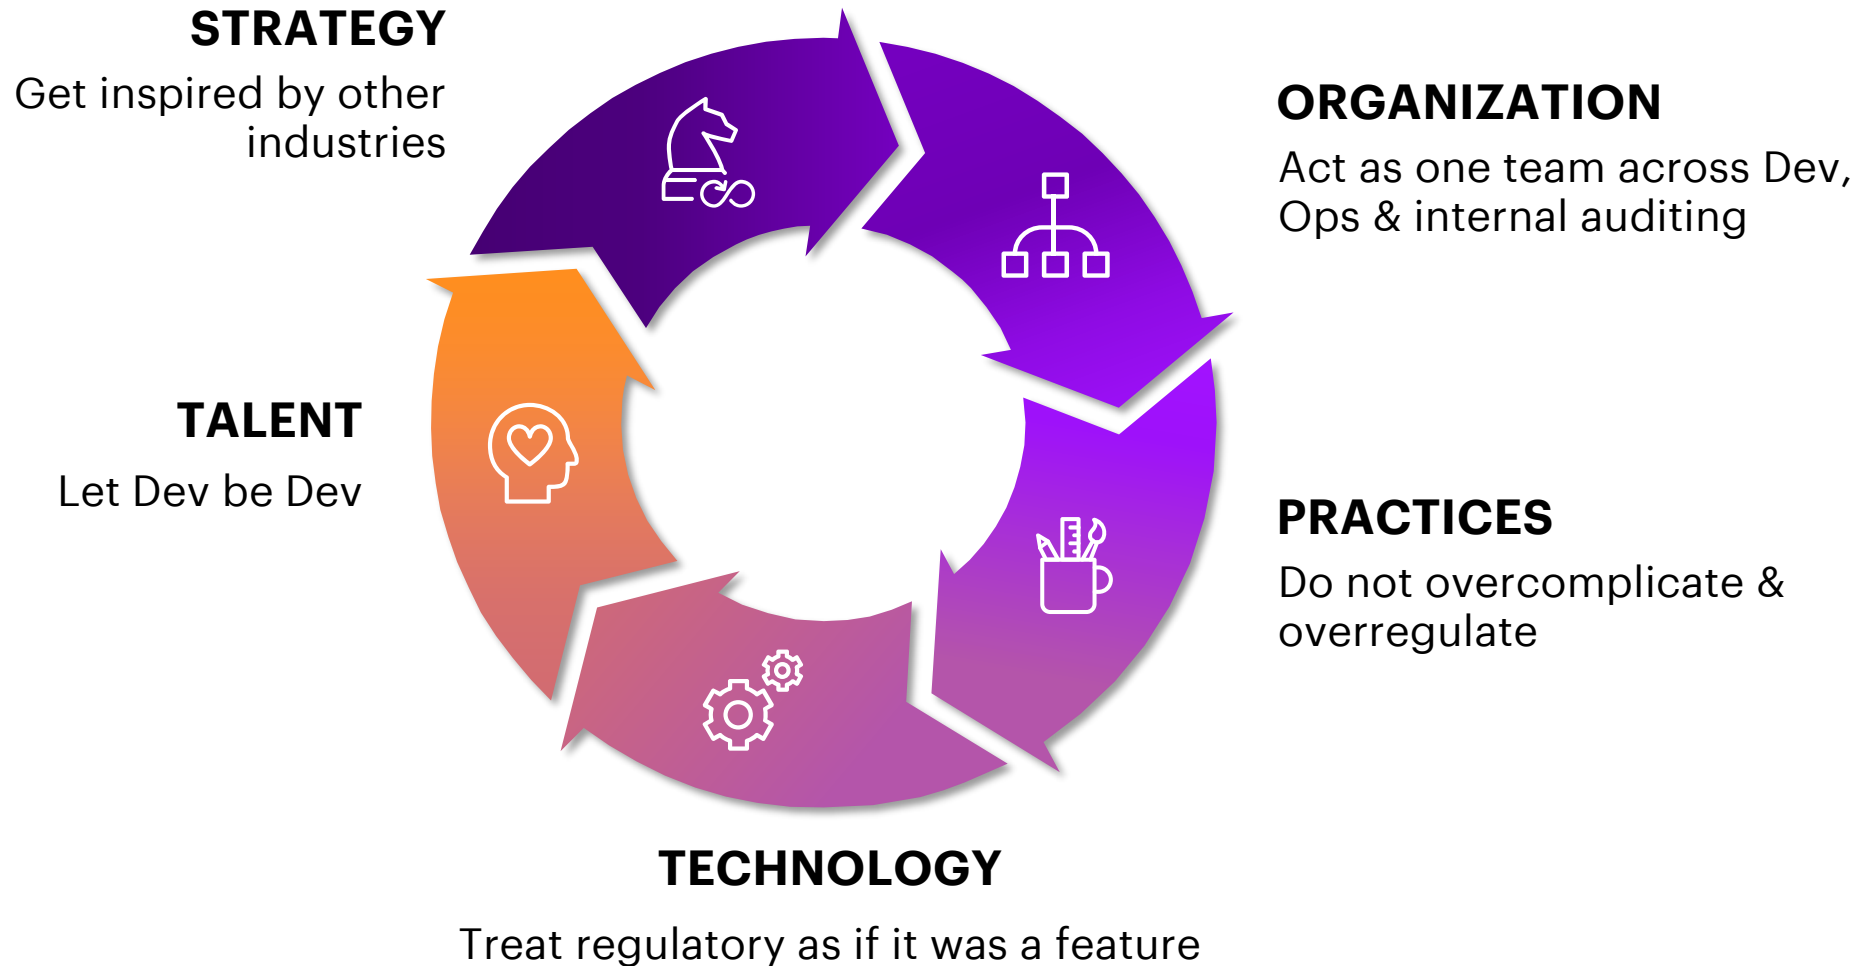 STRATEGY
Get inspired by other
industries
ORGANIZATION
Act as one team across Dev,
Ops & internal auditing
PRACTICES
Do not overcomplicate &
overregulate
TECHNOLOGY
Treat regulatory as if it was a feature
TALENT
Let Dev be Dev